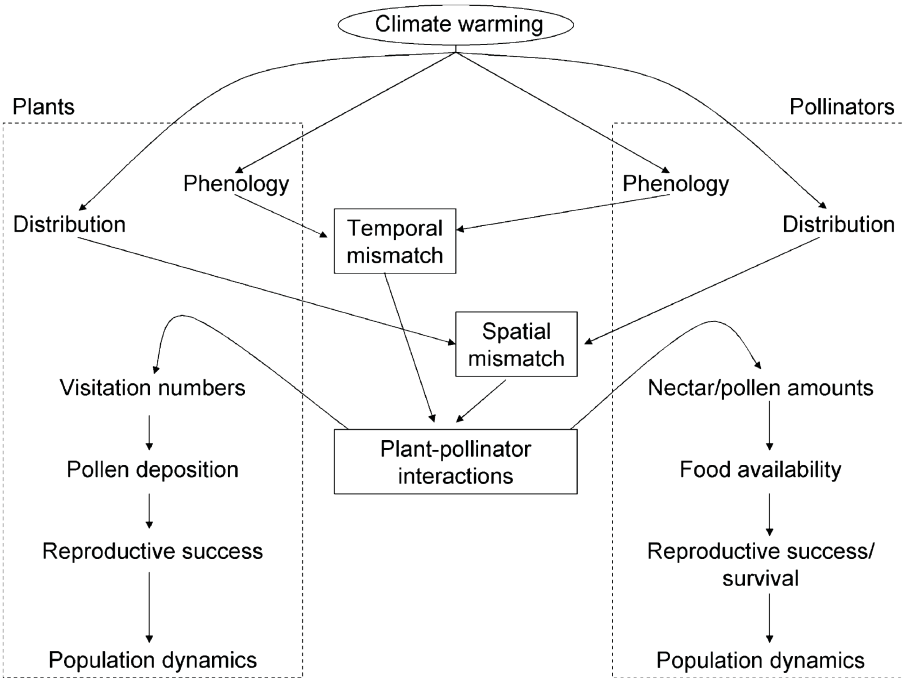 Climate warming
Plants
Pollinators
Phenology
Phenology
Distribution
Temporal
mismatch
Distribution
Spatial
mismatch
Visitation numbers
Nectar/pollen amounts
Plant-pollinator
interactions
Pollen deposition
Food availability
Reproductive success
Reproductive success/
survival
Population dynamics
Population dynamics